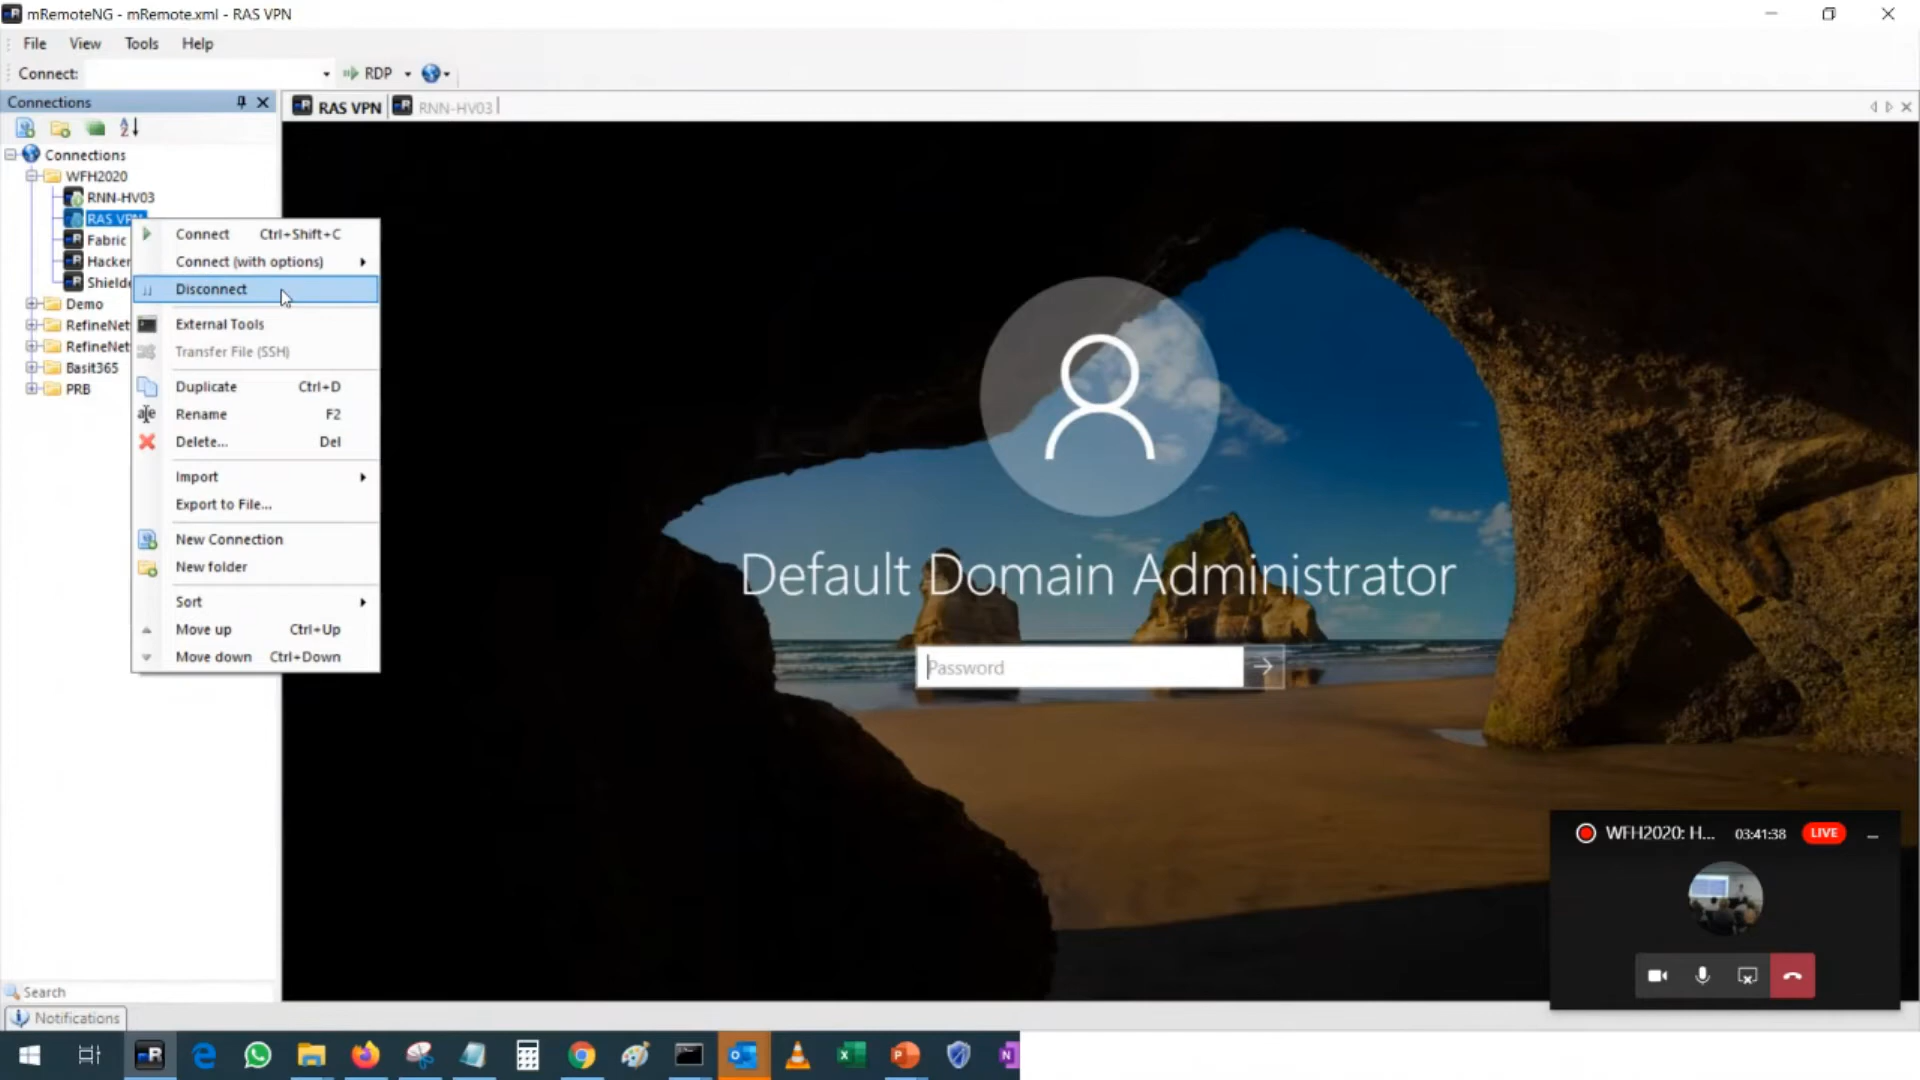 mRemoteNG - mRemote.xml - RAS VPN
File View Tools Help
Connect: RDP
Connections
RAS VPN RNN-HV03
Connections
WFH2020
RNN-HV03
RAS VPN
Fabric
Hacker
Shielde
Demo
RefineNet
RefineNet
Basit365
PRB
Connect Ctrl+Shift+C
Connect (with options)
Disconnect
External Tools
Transfer File (SSH)
Duplicate Ctrl+D
Rename F2
Delete... Del
Import
Export to File...
New Connection
New folder
Sort
Move up Ctrl+Up
Move down Ctrl+Down
Default Domain Administrator
Password
WFH2020: H... 03:41:38 LIVE
Search
Notifications